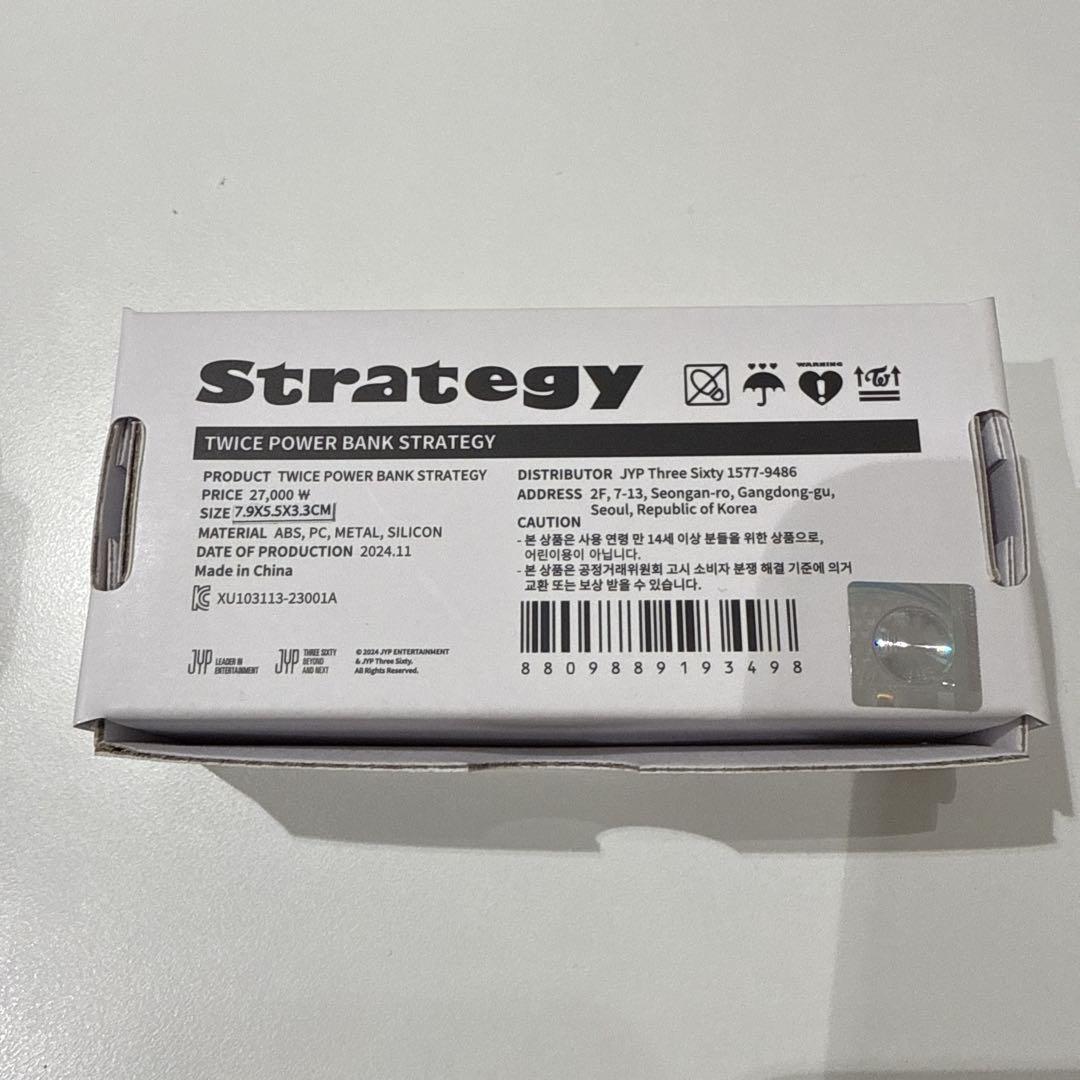 Strategy
WARNING
TWICE POWER BANK STRATEGY
PRODUCT TWICE POWER BANK STRATEGY
PRICE 27,000 ₩
SIZE 7.9X5.5X3.3CM
MATERIAL ABS, PC, METAL, SILICON
DATE OF PRODUCTION 2024.11
Made in China
XU103113-23001A
JYP LEADER IN
ENTERTAINMENT
JYP THREE SIXTY
BEYOND
AND NEXT
© 2024 JYP ENTERTAINMENT
& JYP Three Sixty.
All Rights Reserved.
DISTRIBUTOR JYP Three Sixty 1577-9486
ADDRESS 2F, 7-13, Seongan-ro, Gangdong-gu,
Seoul, Republic of Korea
CAUTION
- 본 상품은 사용 연령 만 14세 이상 분들을 위한 상품으로,
어린이용이 아닙니다.
- 본 상품은 공정거래위원회 고시 소비자 분쟁 해결 기준에 의거
교환 또는 보상 받을 수 있습니다.
8809889193498